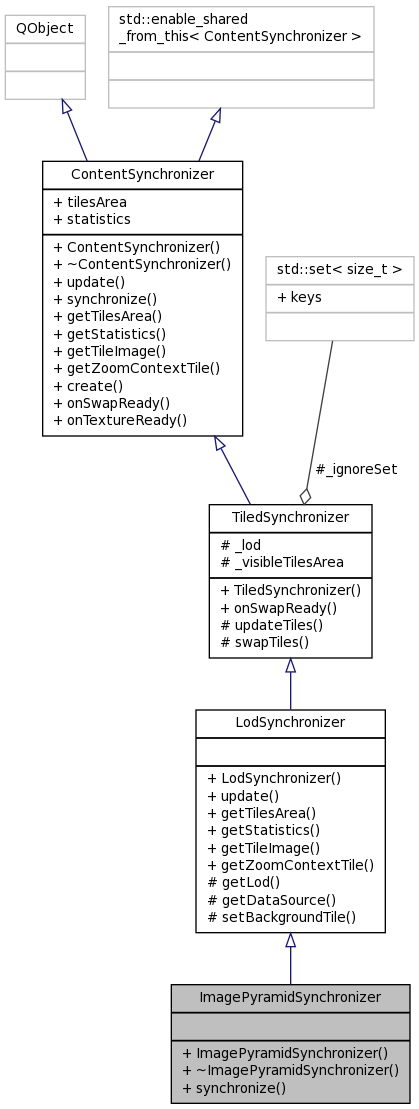 QObject
std::enable_shared
_from_this< ContentSynchronizer >
ContentSynchronizer
+ tilesArea
+ statistics
+ ContentSynchronizer()
+ ~ContentSynchronizer()
+ update()
+ synchronize()
+ getTilesArea()
+ getStatistics()
+ getTileImage()
+ getZoomContextTile()
+ create()
+ onSwapReady()
+ onTextureReady()
std::set< size_t >
+ keys
#_ignoreSet
TiledSynchronizer
# _lod
# _visibleTilesArea
+ TiledSynchronizer()
+ onSwapReady()
# updateTiles()
# swapTiles()
LodSynchronizer
+ LodSynchronizer()
+ update()
+ getTilesArea()
+ getStatistics()
+ getTileImage()
+ getZoomContextTile()
# getLod()
# getDataSource()
# setBackgroundTile()
ImagePyramidSynchronizer
+ ImagePyramidSynchronizer()
+ ~ImagePyramidSynchronizer()
+ synchronize()